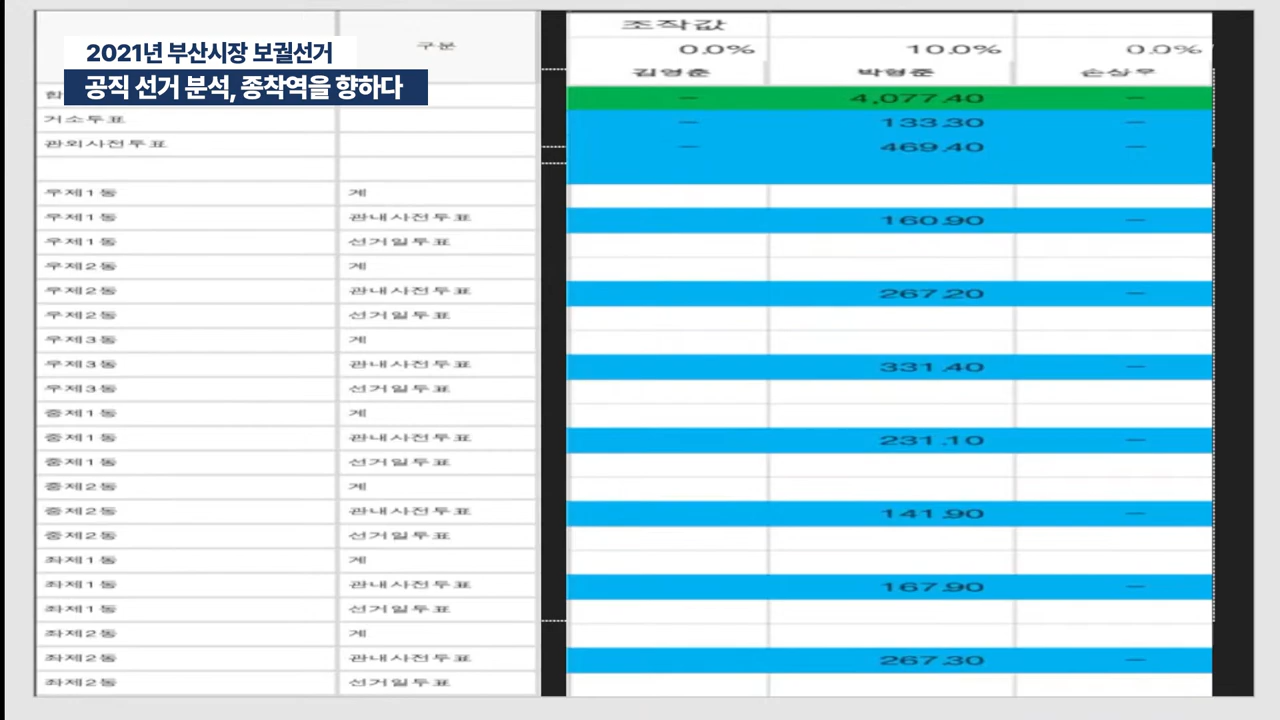 2021년 부산시장 보궐선거
공직 선거 분석, 종착역을 향하다
조작값
구분
0.0% 10.0% 0.0%
김영춘 박형준 손상우
— 4,077.40 —
거소투표 — 133.30 —
관외사전투표 — 469.40 —
우제1동 계
우제1동 관내사전투표 160.90 —
우제1동 선거일투표
우제2동 계
우제2동 관내사전투표 267.20 —
우제2동 선거일투표
우제3동 계
우제3동 관내사전투표 331.40 —
우제3동 선거일투표
중제1동 계
중제1동 관내사전투표 231.10 —
중제1동 선거일투표
중제2동 계
중제2동 관내사전투표 141.90 —
중제2동 선거일투표
좌제1동 계
좌제1동 관내사전투표 167.90 —
좌제1동 선거일투표
좌제2동 계
좌제2동 관내사전투표 267.30 —
좌제2동 선거일투표